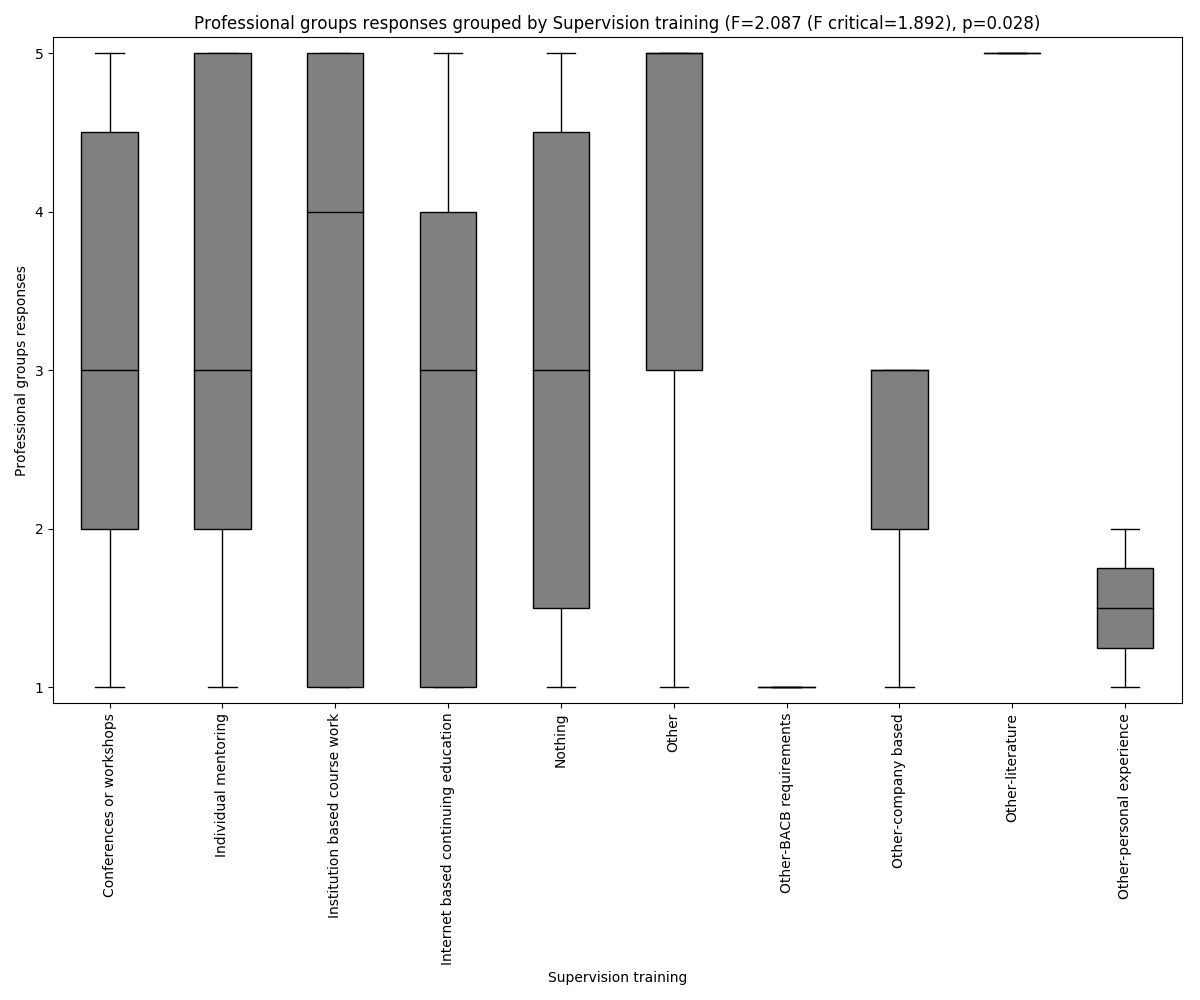 Professional groups responses grouped by Supervision training (F=2.087 (F critical=1.892), p=0.028)
Professional groups responses
5
4
3
2
1
Conferences or workshops
Individual mentoring
Institution based course work
Internet based continuing education
Nothing
Other
Other-BACB requirements
Other-company based
Other-literature
Other-personal experience
Supervision training